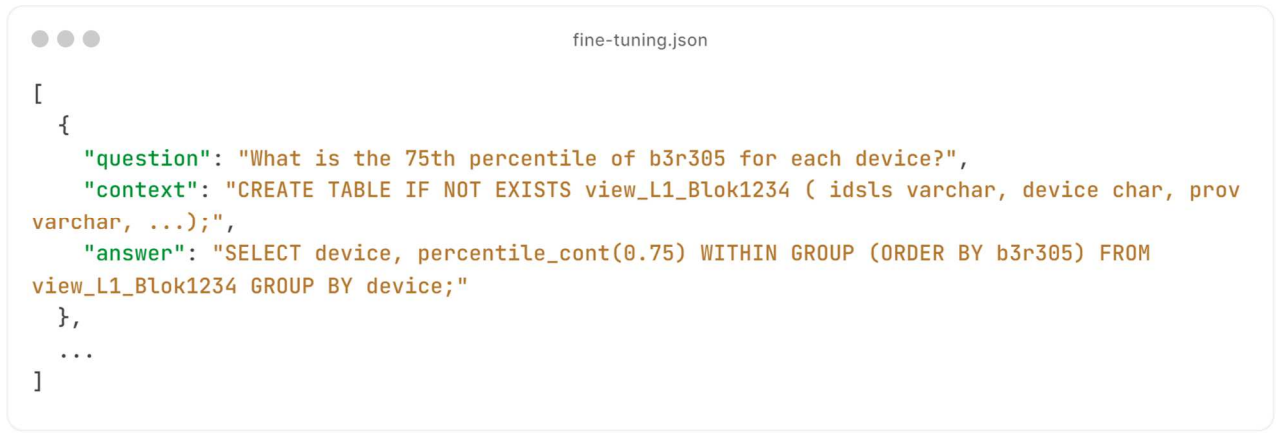 fine-tuning.json
[
  {
    "question": "What is the 75th percentile of b3r305 for each device?",
    "context": "CREATE TABLE IF NOT EXISTS view_L1_Blok1234 ( idsls varchar, device char, prov
varchar, ...);",
    "answer": "SELECT device, percentile_cont(0.75) WITHIN GROUP (ORDER BY b3r305) FROM
view_L1_Blok1234 GROUP BY device;"
  },
  ...
]